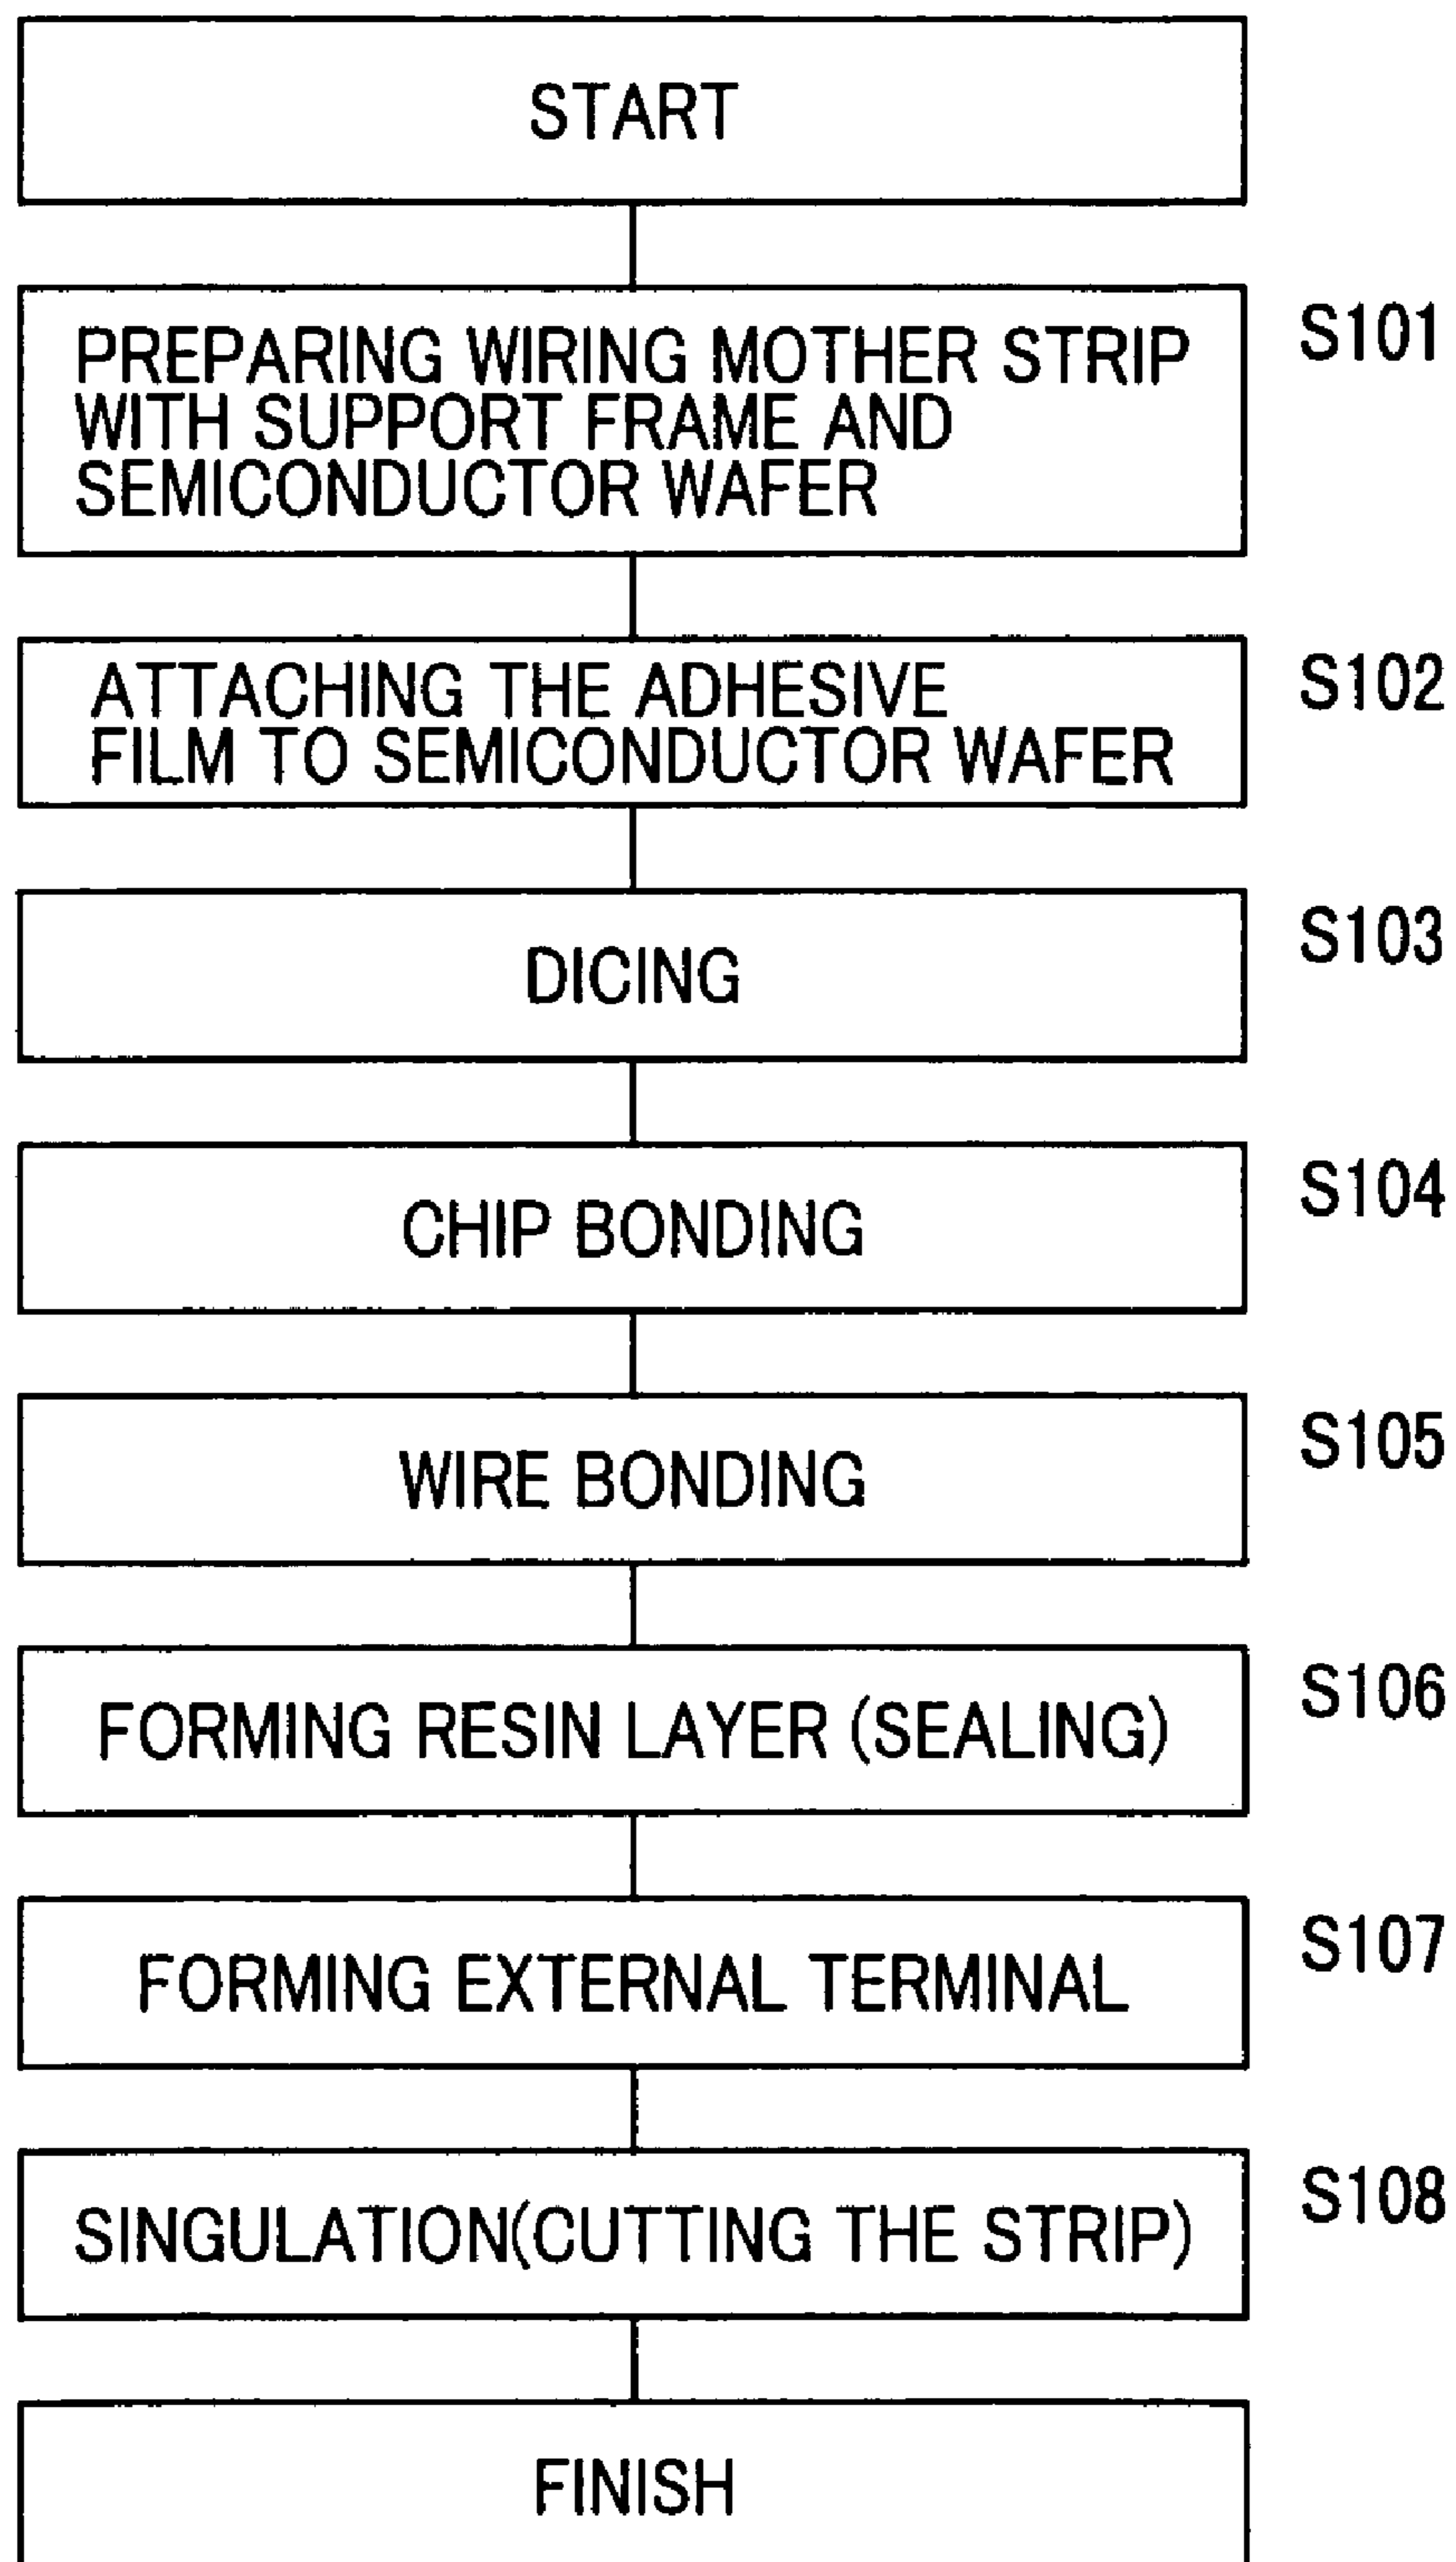 START
PREPARING WIRING MOTHER STRIP
WITH SUPPORT FRAME AND
SEMICONDUCTOR WAFER
S101
ATTACHING THE ADHESIVE
FILM TO SEMICONDUCTOR WAFER
S102
DICING
S103
CHIP BONDING
S104
WIRE BONDING
S105
FORMING RESIN LAYER (SEALING)
S106
FORMING EXTERNAL TERMINAL
S107
SINGULATION(CUTTING THE STRIP)
S108
FINISH